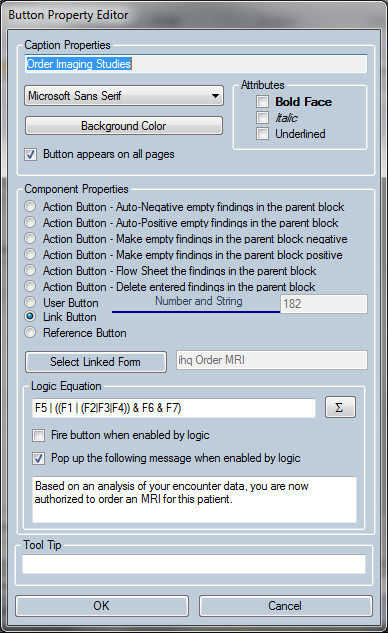 Button Property Editor
Caption Properties
Order Imaging Studies
Microsoft Sans Serif
Background Color
Button appears on all pages
Attributes
Bold Face
Italic
Underlined
Component Properties
Action Button - Auto-Negative empty findings in the parent block
Action Button - Auto-Positive empty findings in the parent block
Action Button - Make empty findings in the parent block negative
Action Button - Make empty findings in the parent block positive
Action Button - Flow Sheet the findings in the parent block
Action Button - Delete entered findings in the parent block
User Button Number and String 182
Link Button
Reference Button
Select Linked Form ihq Order MRI
Logic Equation
F5 | ((F1 | (F2|F3|F4)) & F6 & F7) Σ
Fire button when enabled by logic
Pop up the following message when enabled by logic
Based on an analysis of your encounter data, you are now
authorized to order an MRI for this patient.
Tool Tip
OK Cancel